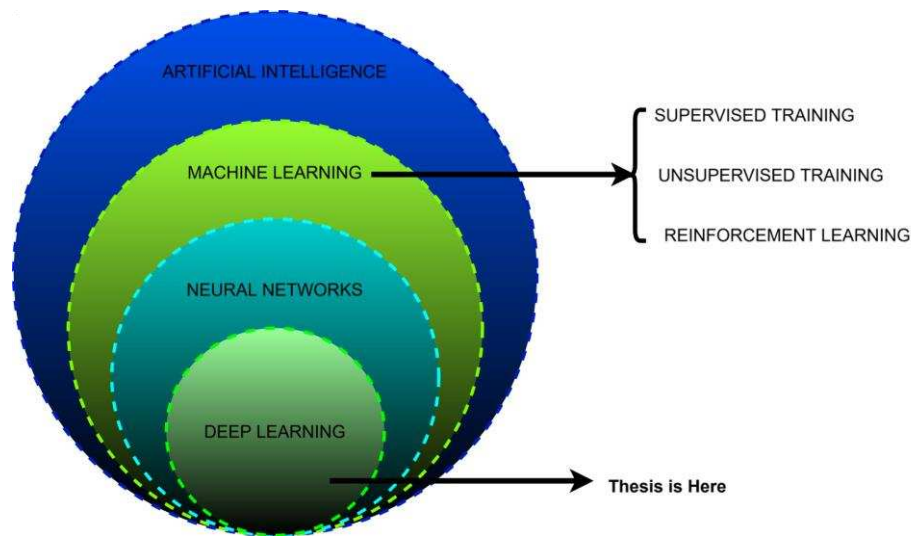 ARTIFICIAL INTELLIGENCE
SUPERVISED TRAINING
MACHINE LEARNING
UNSUPERVISED TRAINING
REINFORCEMENT LEARNING
NEURAL NETWORKS
DEEP LEARNING
Thesis is Here